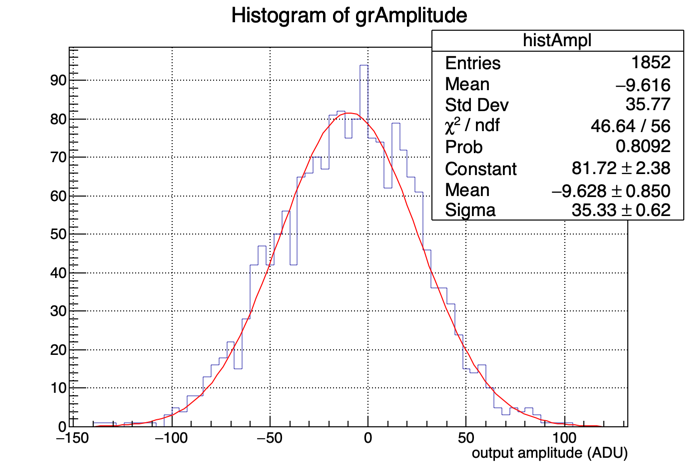 Histogram of grAmplitude
histAmpl
Entries 1852
Mean −9.616
Std Dev 35.77
χ² / ndf 46.64 / 56
Prob 0.8092
Constant 81.72 ± 2.38
Mean −9.628 ± 0.850
Sigma 35.33 ± 0.62
90
80
70
60
50
40
30
20
10
0
−150 −100 −50 0 50 100
output amplitude (ADU)